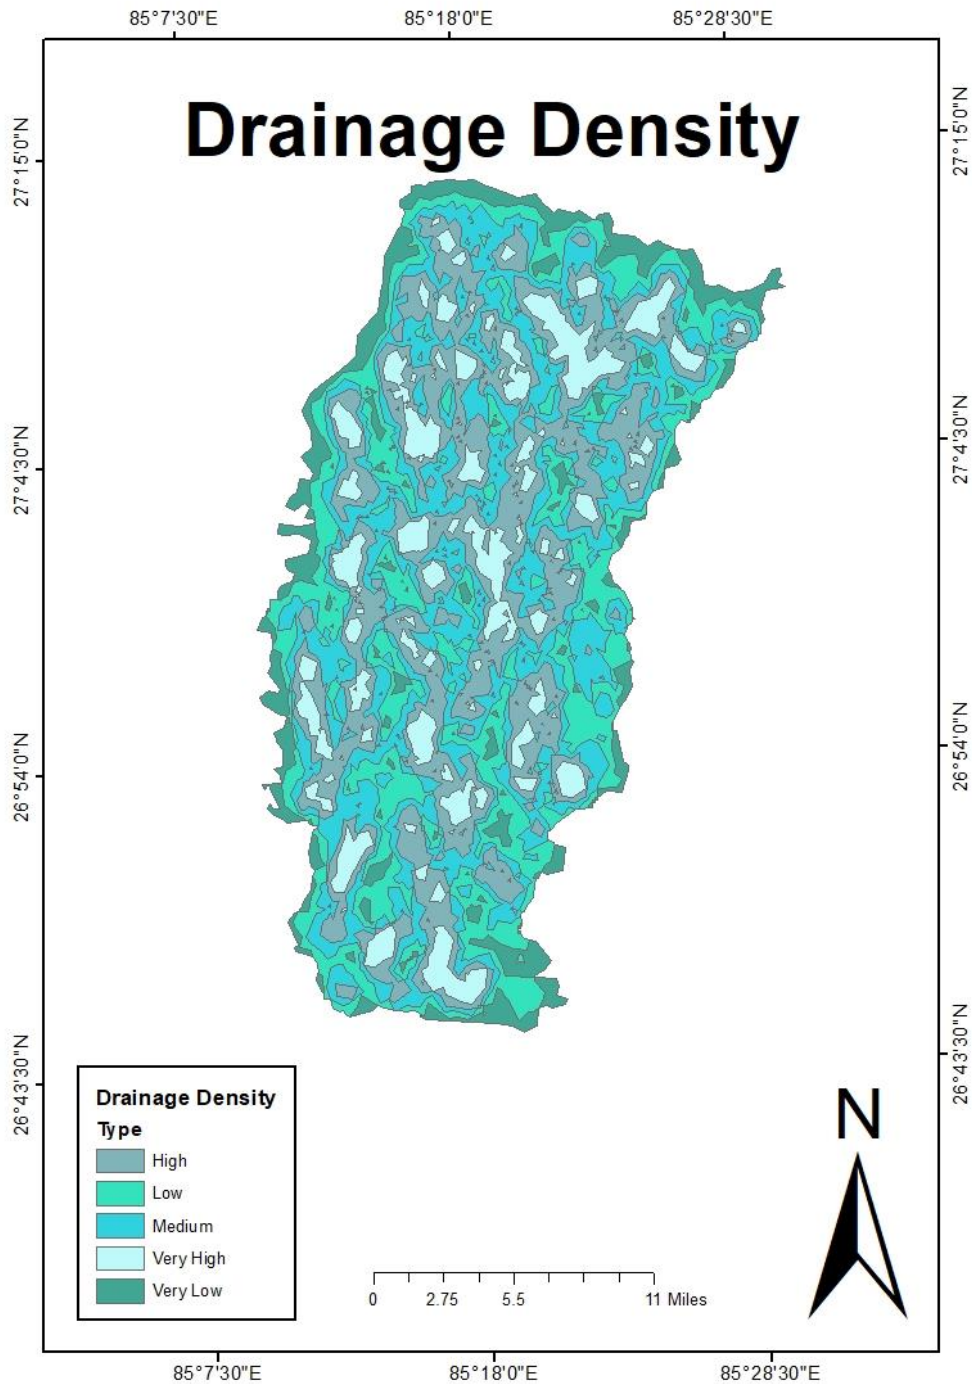 85°7'30"E 85°18'0"E 85°28'30"E
Drainage Density
27°15'0"N 27°15'0"N
27°4'30"N 27°4'30"N
26°54'0"N 26°54'0"N
26°43'30"N 26°43'30"N
Drainage Density
Type
High
Low
Medium
Very High
Very Low
N
0 2.75 5.5 11 Miles
85°7'30"E 85°18'0"E 85°28'30"E